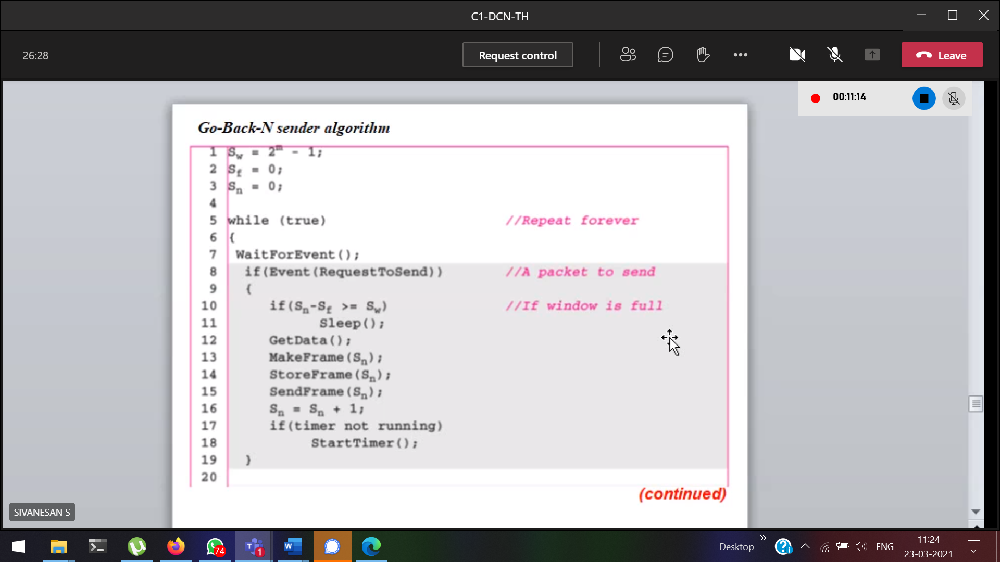 C1-DCN-TH
26:28
Request control
Leave
00:11:14
Go-Back-N sender algorithm
1 Sw = 2^m - 1;
2 Sf = 0;
3 Sn = 0;
4
5 while (true) //Repeat forever
6 {
7 WaitForEvent();
8 if(Event(RequestToSend)) //A packet to send
9 {
10 if(Sn-Sf >= Sw) //If window is full
11 Sleep();
12 GetData();
13 MakeFrame(Sn);
14 StoreFrame(Sn);
15 SendFrame(Sn);
16 Sn = Sn + 1;
17 if(timer not running)
18 StartTimer();
19 }
20
(continued)
SIVANESAN S
74
T
1
W
Desktop
ENG
11:24
23-03-2021